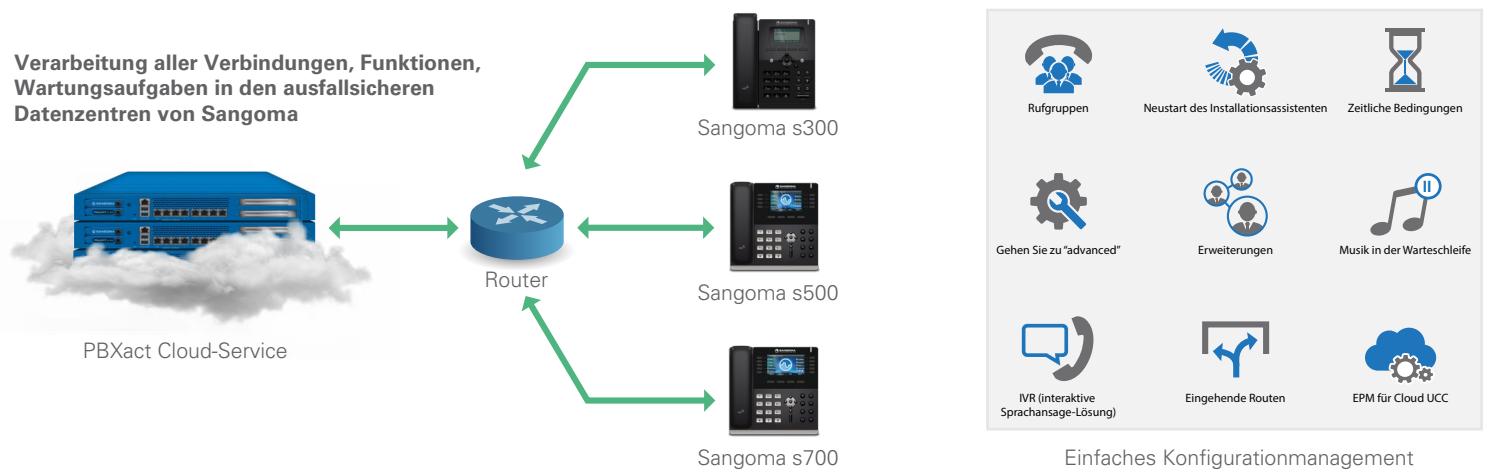 Verarbeitung aller Verbindungen, Funktionen,
Wartungsaufgaben in den ausfallsicheren
Datenzentren von Sangoma
PBXact Cloud-Service
Router
Sangoma s300
Sangoma s500
Sangoma s700
Rufgruppen
Neustart des Installationsassistenten
Zeitliche Bedingungen
Gehen Sie zu “advanced”
Erweiterungen
Musik in der Warteschleife
IVR (interaktive
Sprachansage-Lösung)
Eingehende Routen
EPM für Cloud UCC
Einfaches Konfigurationmanagement